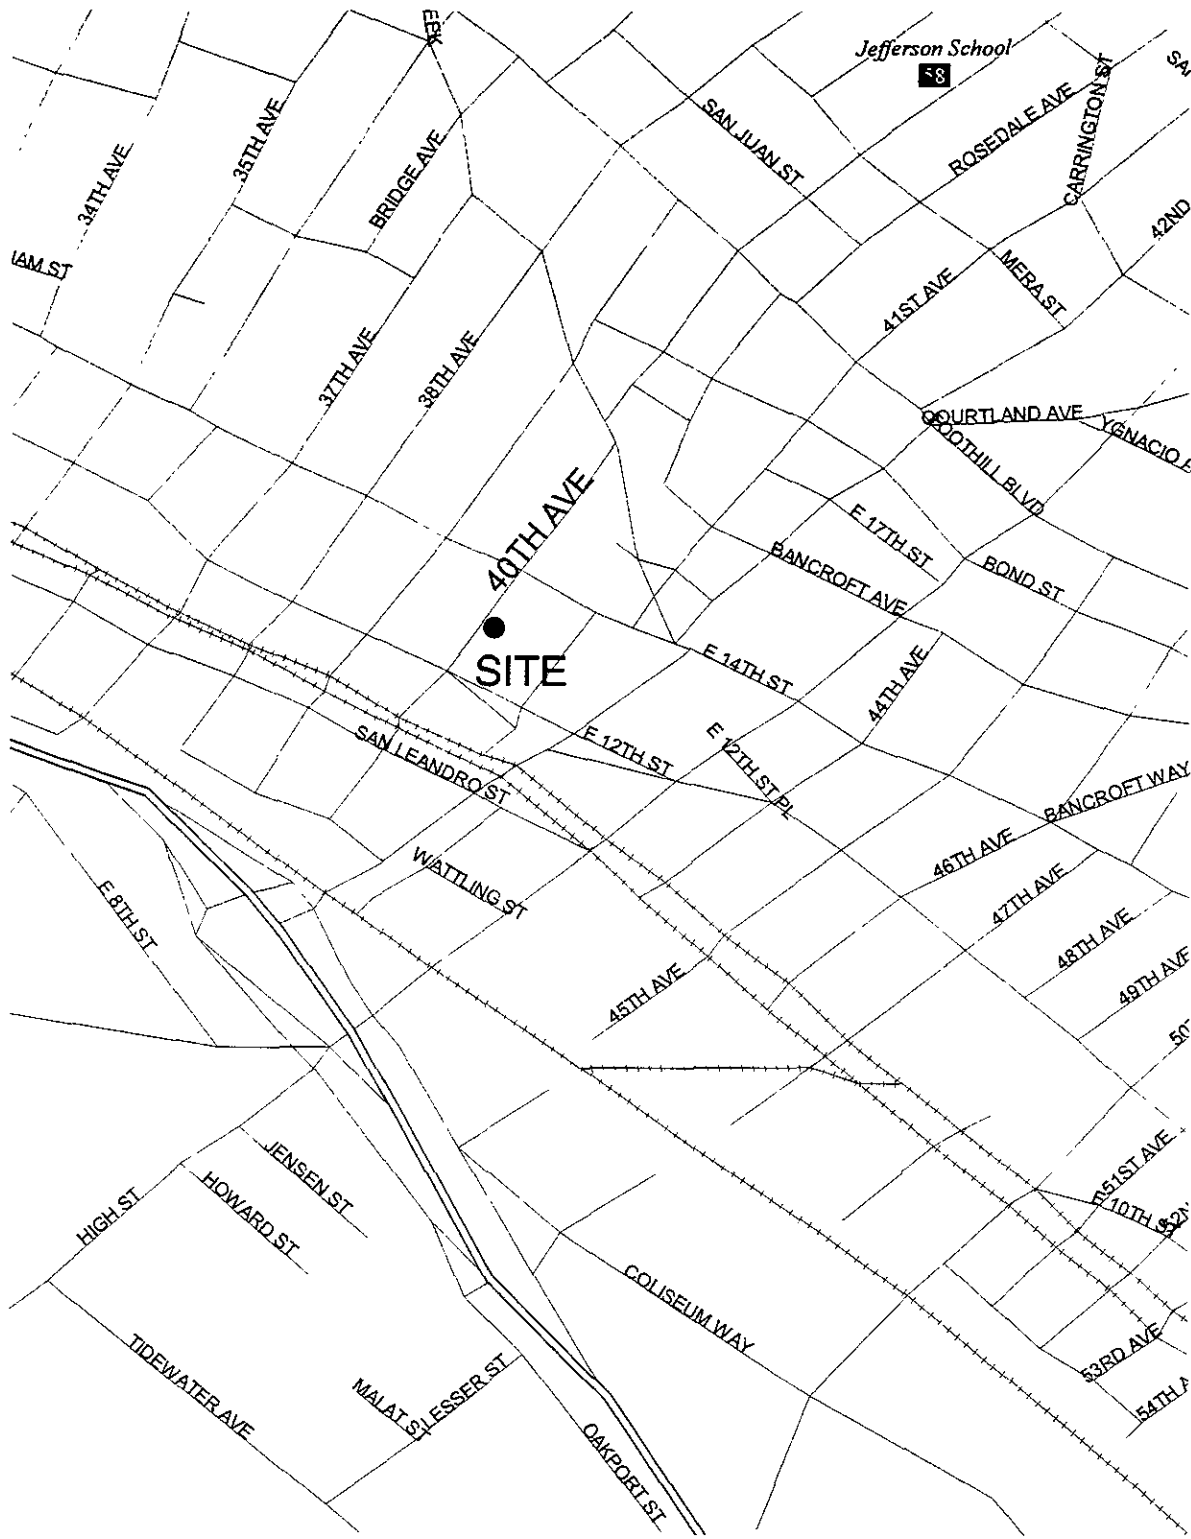 Jefferson School
58
SAN JUAN ST
ROSEDALE AVE
CARRINGTON ST
35TH AVE
34TH AVE
BRIDGE AVE
42ND
MERA ST
41ST AVE
37TH AVE
38TH AVE
COURTLAND AVE
YGNACIO
FOOTHILL BLVD
40TH AVE
E 17TH ST
BANCROFT AVE
BOND ST
SITE
E 14TH ST
44TH AVE
SAN LEANDRO ST
E 12TH ST
E 12TH ST PL
BANCROFT WAY
46TH AVE
WATTLING ST
47TH AVE
E 8TH ST
48TH AVE
49TH AVE
45TH AVE
JENSEN ST
51ST AVE
HOWARD ST
HIGH ST
10TH
COLISEUM WAY
TIDEWATER AVE
53RD AVE
MALAT ST
LESSER ST
54TH A
OAKPORT ST